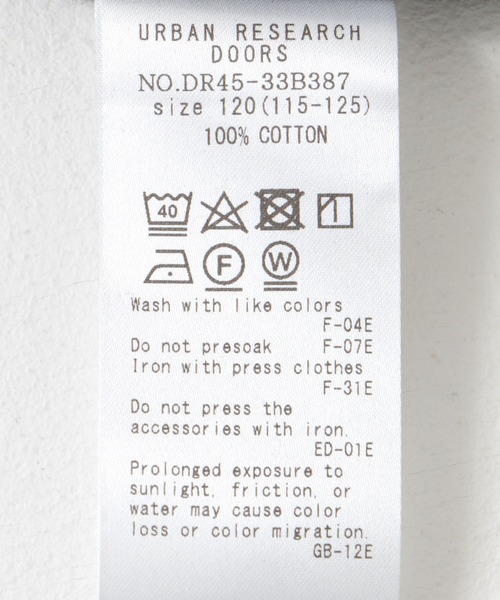 URBAN RESEARCH
DOORS
NO.DR45-33B387
size 120(115-125)
100% COTTON
40
F W
Wash with like colors
F-04E
Do not presoak F-07E
Iron with press clothes
F-31E
Do not press the
accessories with iron.
ED-01E
Prolonged exposure to
sunlight, friction, or
water may cause color
loss or color migration.
GB-12E